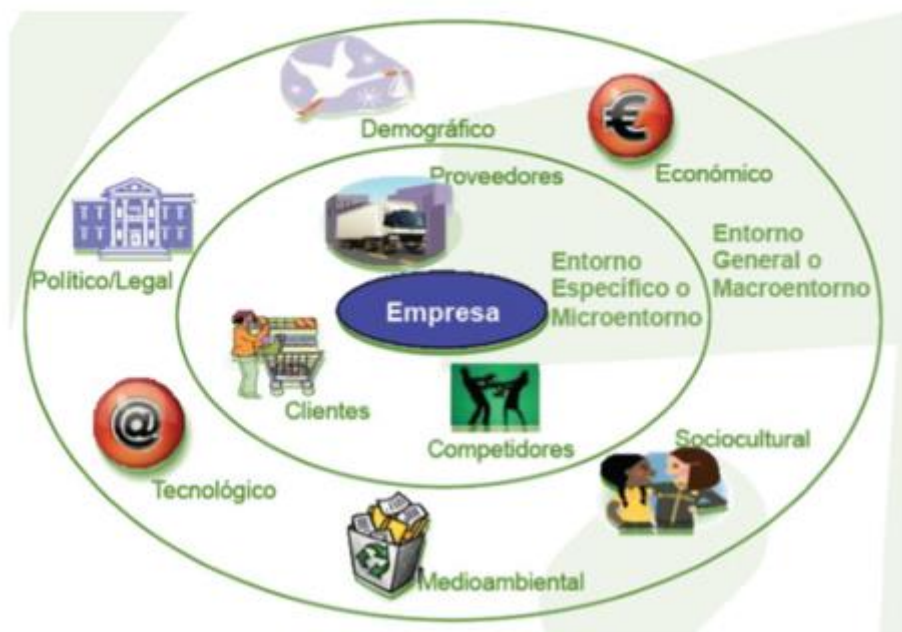 Demográfico
Económico
Proveedores
Político/Legal
Entorno
Específico o
Microentorno
Entorno
General o
Macroentorno
Empresa
Clientes
Competidores
Sociocultural
@
Tecnológico
€
Medioambiental